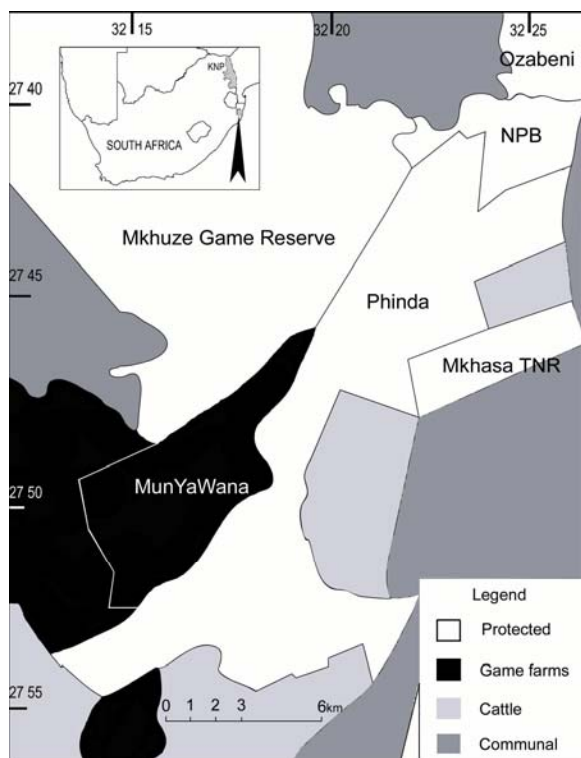 32 15 32 20 32 25
Ozabeni
KNP
27 40
NPB
SOUTH AFRICA
Mkhuze Game Reserve
27 45
Phinda
Mkhasa TNR
MunYaWana
27 50
Legend
Protected
Game farms
27 55
0 1 2 3 6km
Cattle
Communal